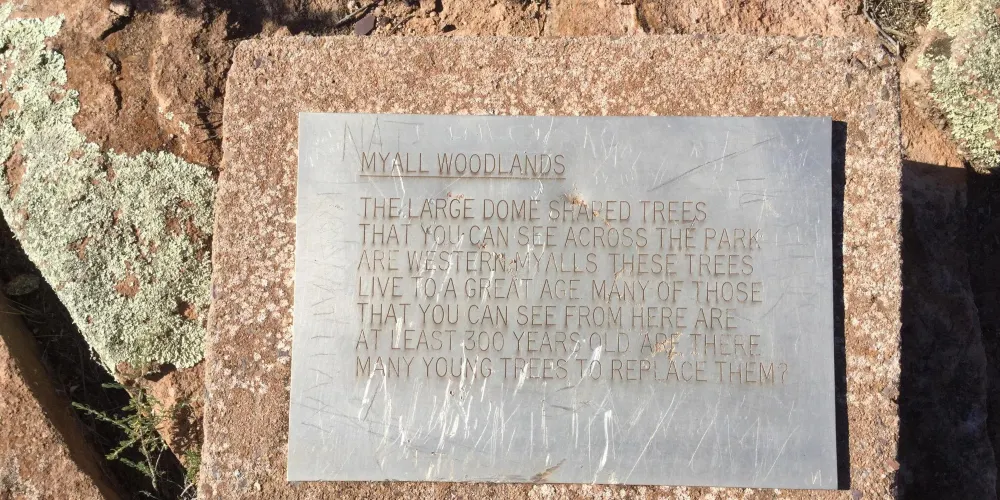 NAT
MYALL WOODLANDS
THE LARGE DOME SHAPED TREES
THAT YOU CAN SEE ACROSS THE PARK
ARE WESTERN MYALLS THESE TREES
LIVE TO A GREAT AGE MANY OF THOSE
THAT YOU CAN SEE FROM HERE ARE
AT LEAST 300 YEARS OLD ARE THERE
MANY YOUNG TREES TO REPLACE THEM?